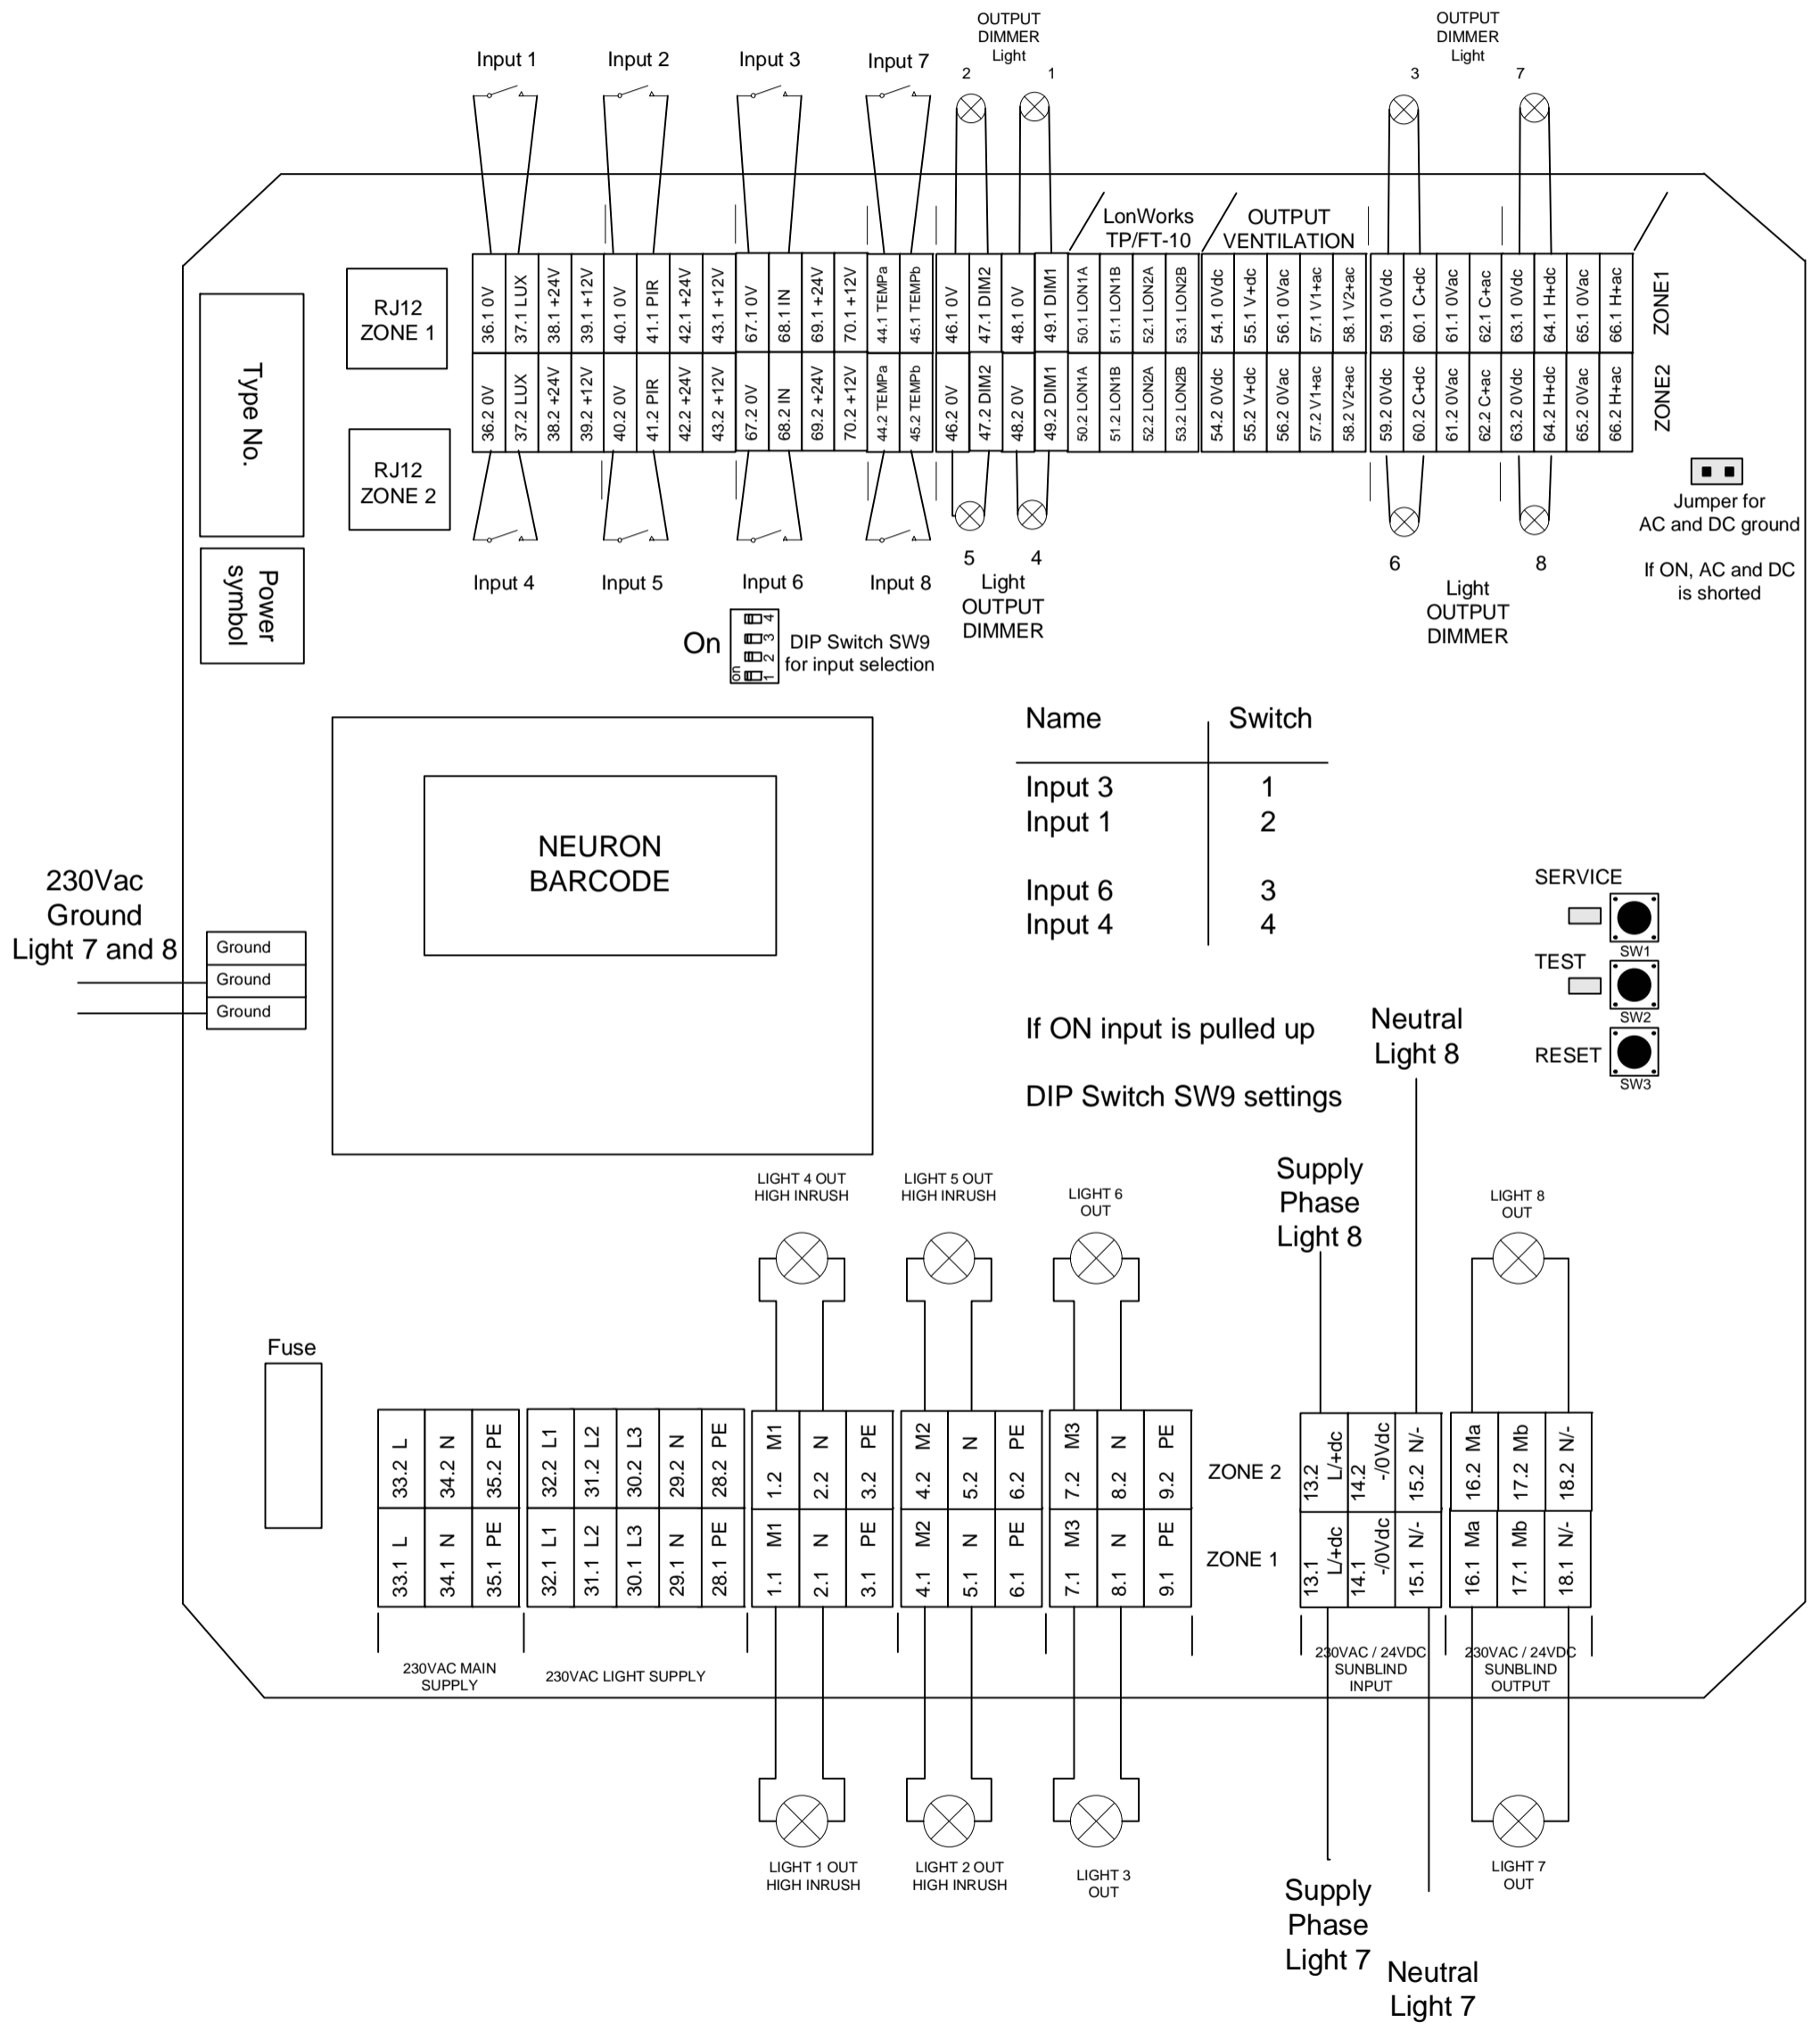 OUTPUT
DIMMER
Light
OUTPUT
DIMMER
Light
Input 1
Input 2
Input 3
Input 7
2
1
3
7
LonWorks
TP/FT-10
OUTPUT
VENTILATION
RJ12
ZONE 1
36.1 0V
37.1 LUX
38.1 +24V
39.1 +12V
40.1 0V
41.1 PIR
42.1 +24V
43.1 +12V
67.1 0V
68.1 IN
69.1 +24V
70.1 +12V
44.1 TEMPa
45.1 TEMPb
46.1 0V
47.1 DIM2
48.1 0V
49.1 DIM1
50.1 LON1A
51.1 LON1B
52.1 LON2A
53.1 LON2B
54.1 0Vdc
55.1 V+dc
56.1 0Vac
57.1 V1+ac
58.1 V2+ac
59.1 0Vdc
60.1 C+dc
61.1 0Vac
62.1 C+ac
63.1 0Vdc
64.1 H+dc
65.1 0Vac
66.1 H+ac
ZONE1
Type No.
36.2 0V
37.2 LUX
38.2 +24V
39.2 +12V
40.2 0V
41.2 PIR
42.2 +24V
43.2 +12V
67.2 0V
68.2 IN
69.2 +24V
70.2 +12V
44.2 TEMPa
45.2 TEMPb
46.2 0V
47.2 DIM2
48.2 0V
49.2 DIM1
50.2 LON1A
51.2 LON1B
52.2 LON2A
53.2 LON2B
54.2 0Vdc
55.2 V+dc
56.2 0Vac
57.2 V1+ac
58.2 V2+ac
59.2 0Vdc
60.2 C+dc
61.2 0Vac
62.2 C+ac
63.2 0Vdc
64.2 H+dc
65.2 0Vac
66.2 H+ac
ZONE2
RJ12
ZONE 2
Jumper for
AC and DC ground
If ON, AC and DC
is shorted
Power
symbol
Input 4
Input 5
Input 6
Input 8
5
4
Light
OUTPUT
DIMMER
6
8
Light
OUTPUT
DIMMER
On
on
1
2
3
4
DIP Switch SW9
for input selection
Name Switch
Input 3 1
Input 1 2
Input 6 3
Input 4 4
NEURON
BARCODE
230Vac
Ground
Light 7 and 8
Ground
Ground
Ground
SERVICE
SW1
TEST
SW2
RESET
SW3
If ON input is pulled up
DIP Switch SW9 settings
Neutral
Light 8
Supply
Phase
Light 8
LIGHT 4 OUT
HIGH INRUSH
LIGHT 5 OUT
HIGH INRUSH
LIGHT 6
OUT
LIGHT 8
OUT
Fuse
33.2 L
34.2 N
35.2 PE
32.2 L1
31.2 L2
30.2 L3
29.2 N
28.2 PE
1.2 M1
2.2 N
3.2 PE
4.2 M2
5.2 N
6.2 PE
7.2 M3
8.2 N
9.2 PE
ZONE 2
13.2 L/+dc
14.2 -/0Vdc
15.2 N/-
16.2 Ma
17.2 Mb
18.2 N/-
33.1 L
34.1 N
35.1 PE
32.1 L1
31.1 L2
30.1 L3
29.1 N
28.1 PE
1.1 M1
2.1 N
3.1 PE
4.1 M2
5.1 N
6.1 PE
7.1 M3
8.1 N
9.1 PE
ZONE 1
13.1 L/+dc
14.1 -/0Vdc
15.1 N/-
16.1 Ma
17.1 Mb
18.1 N/-
230VAC MAIN
SUPPLY
230VAC LIGHT SUPPLY
230VAC / 24VDC
SUNBLIND
INPUT
230VAC / 24VDC
SUNBLIND
OUTPUT
LIGHT 1 OUT
HIGH INRUSH
LIGHT 2 OUT
HIGH INRUSH
LIGHT 3
OUT
LIGHT 7
OUT
Supply
Phase
Light 7
Neutral
Light 7